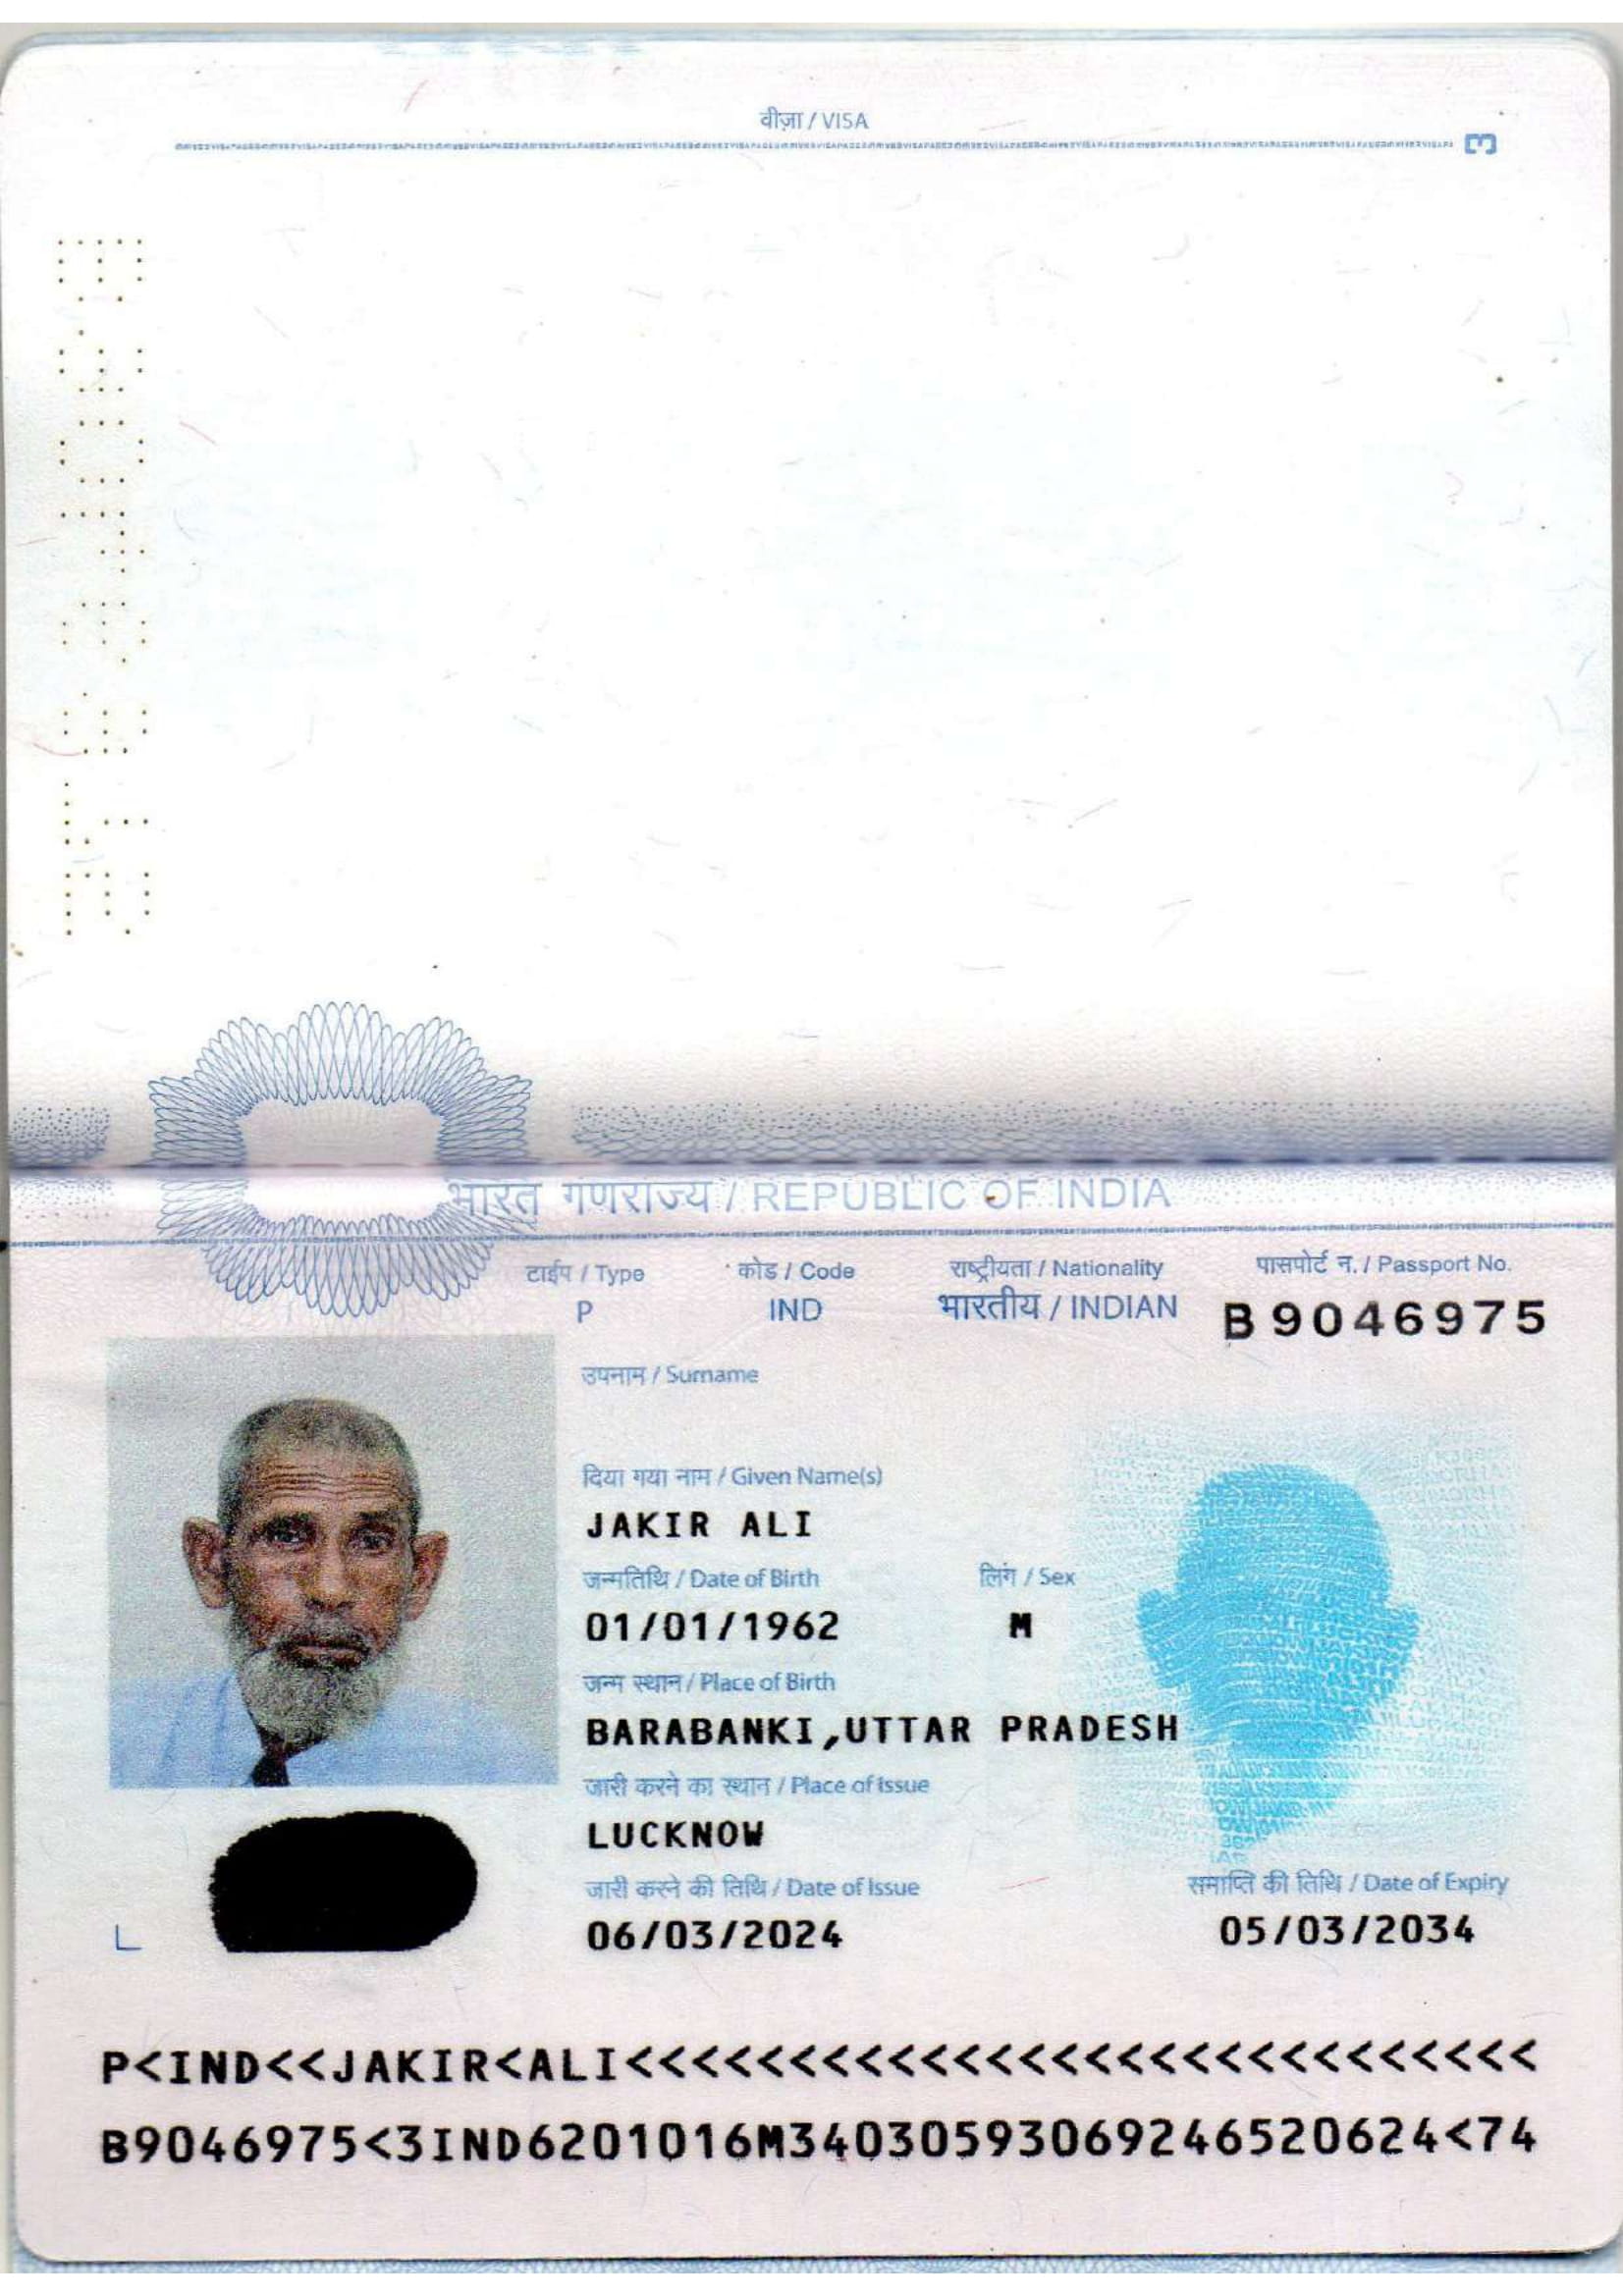 वीज़ा / VISA
3
भारत गणराज्य / REPUBLIC OF INDIA
टाईप / Type कोड / Code राष्ट्रीयता / Nationality पासपोर्ट न. / Passport No.
P IND भारतीय / INDIAN B 9046975
उपनाम / Surname
दिया गया नाम / Given Name(s)
JAKIR ALI
जन्मतिथि / Date of Birth लिंग / Sex
01/01/1962 M
जन्म स्थान / Place of Birth
BARABANKI,UTTAR PRADESH
जारी करने का स्थान / Place of Issue
LUCKNOW
जारी करने की तिथि / Date of Issue समाप्ति की तिथि / Date of Expiry
06/03/2024 05/03/2034
P<IND<<JAKIR<ALI<<<<<<<<<<<<<<<<<<<<<<<<<<<<
B9046975<3IND6201016M3403059306924652​0624<74